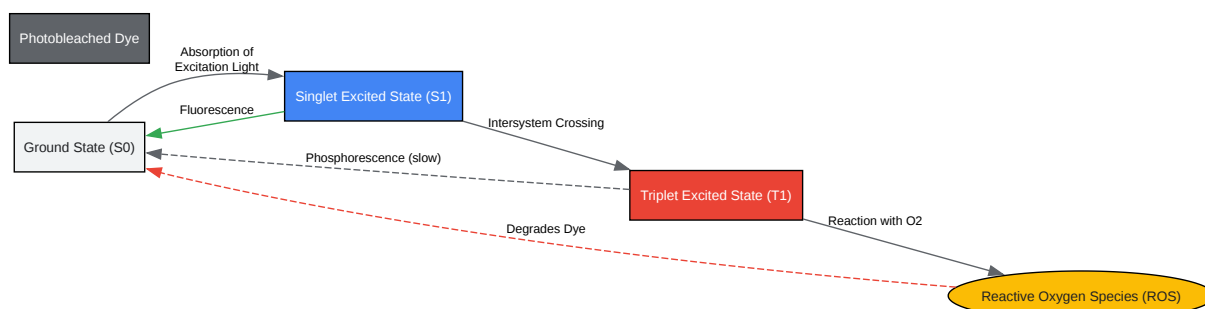 Photobleached Dye
Absorption of
Excitation Light
Singlet Excited State (S1)
Fluorescence
Intersystem Crossing
Ground State (S0)
Phosphorescence (slow)
Triplet Excited State (T1)
Reaction with O2
Degrades Dye
Reactive Oxygen Species (ROS)